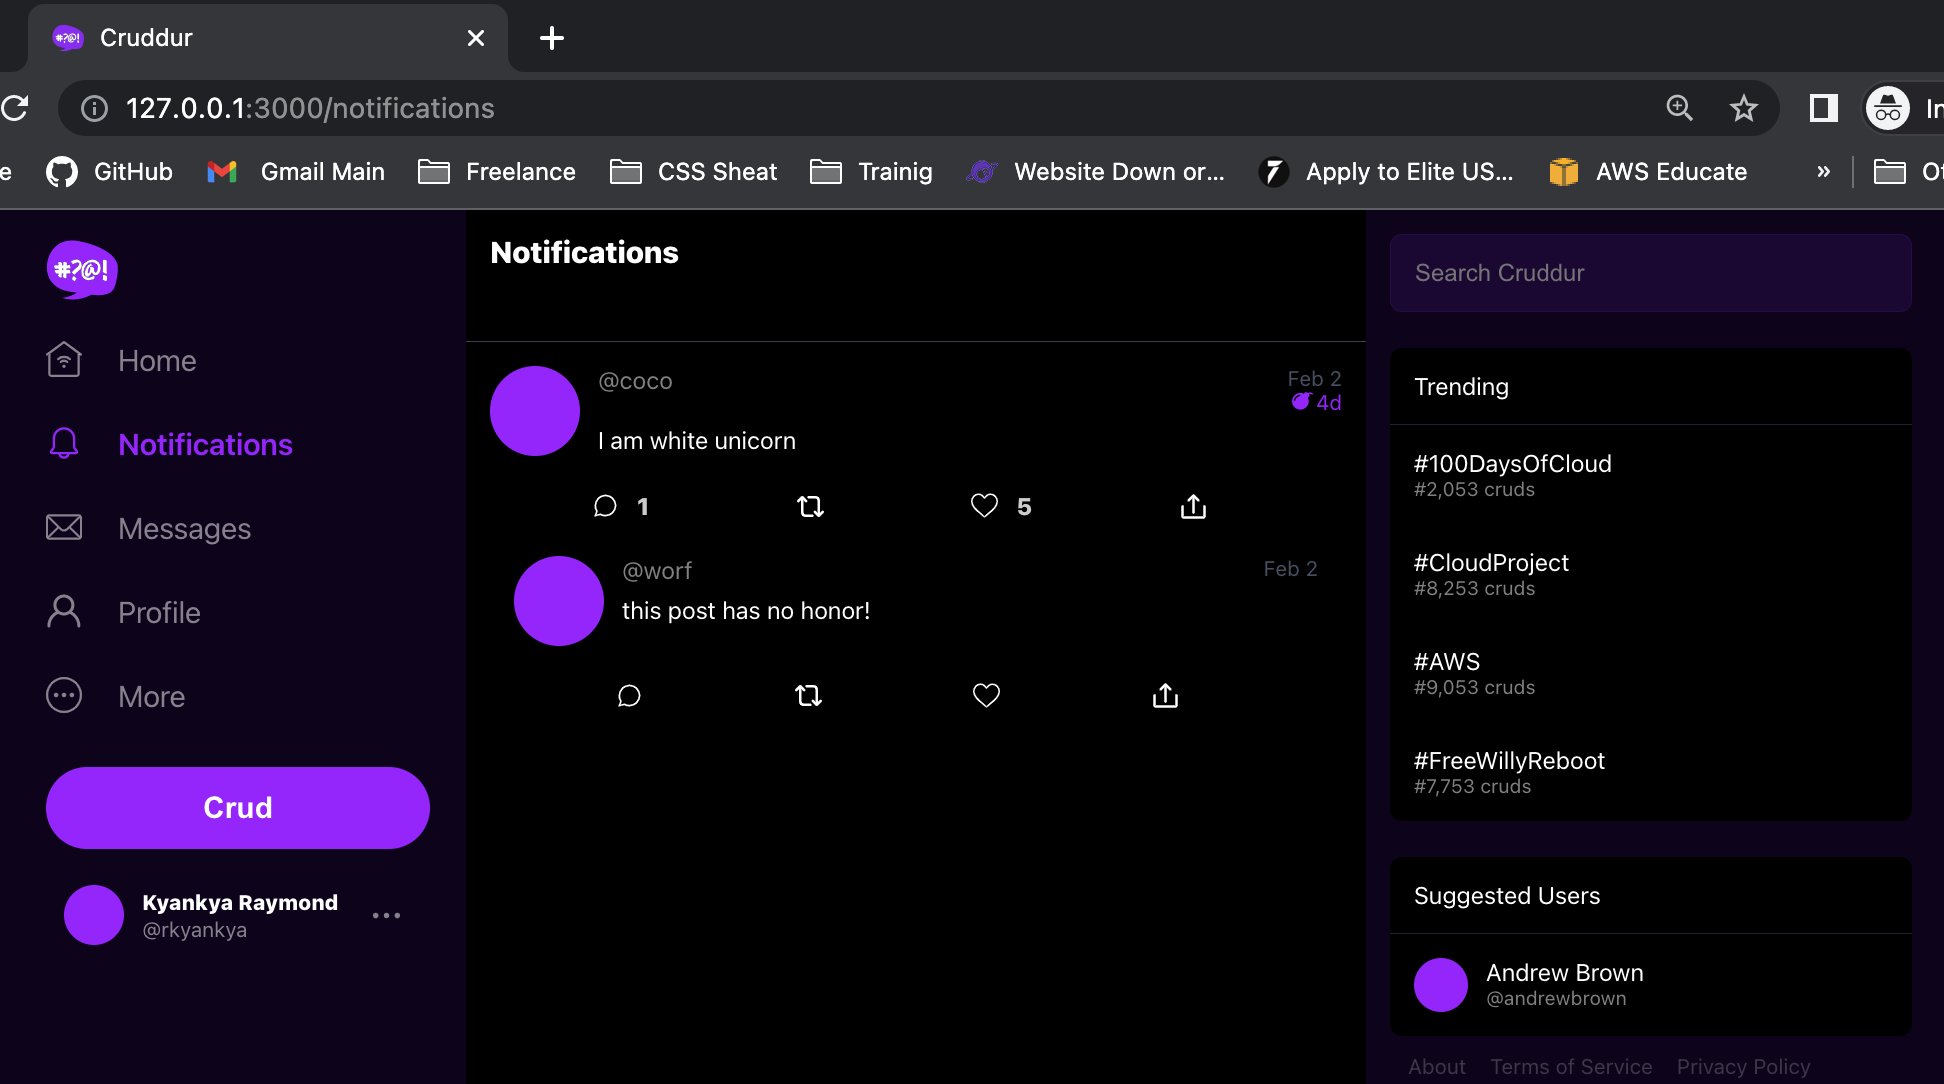 #?@! Cruddur
127.0.0.1:3000/notifications
GitHub Gmail Main Freelance CSS Sheat Trainig Website Down or... Apply to Elite US... AWS Educate »
#?@!
Home
Notifications
Messages
Profile
More
Crud
Kyankya Raymond
@rkyankya
Notifications
@coco Feb 2
4d
I am white unicorn
1 5
@worf Feb 2
this post has no honor!
Search Cruddur
Trending
#100DaysOfCloud
#2,053 cruds
#CloudProject
#8,253 cruds
#AWS
#9,053 cruds
#FreeWillyReboot
#7,753 cruds
Suggested Users
Andrew Brown
@andrewbrown
About Terms of Service Privacy Policy